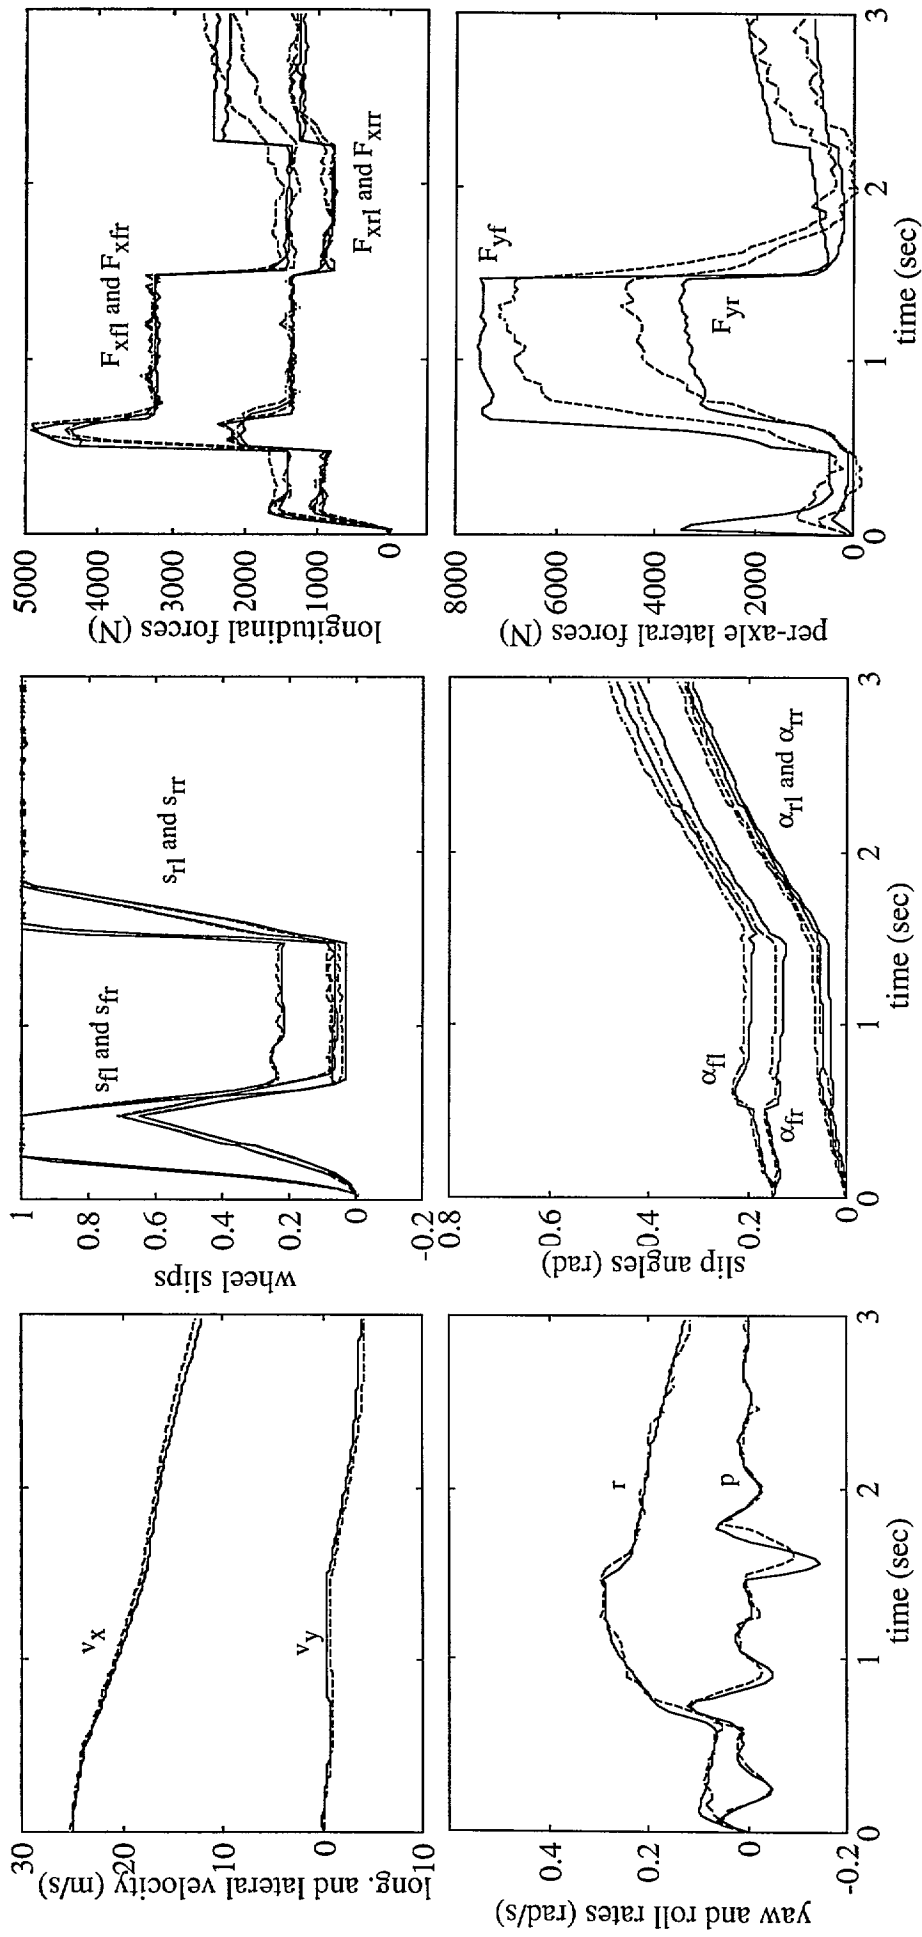 30
20
10
0
10
long. and lateral velocity (m/s)
v_x
v_y
1
0.8
0.6
0.4
0.2
0
-0.2
wheel slips
s_fl and s_fr
s_rl and s_rr
5000
4000
3000
2000
1000
0
longitudinal forces (N)
F_xfl and F_xfr
F_xrl and F_xrr
0.4
0.2
0
-0.2
yaw and roll rates (rad/s)
r
p
0
1
2
3
time (sec)
0.8
0.6
0.4
0.2
0
slip angles (rad)
α_fl
α_fr
α_rl and α_rr
0
1
2
3
time (sec)
8000
6000
4000
2000
0
per-axle lateral forces (N)
F_yf
F_yr
0
1
2
3
time (sec)